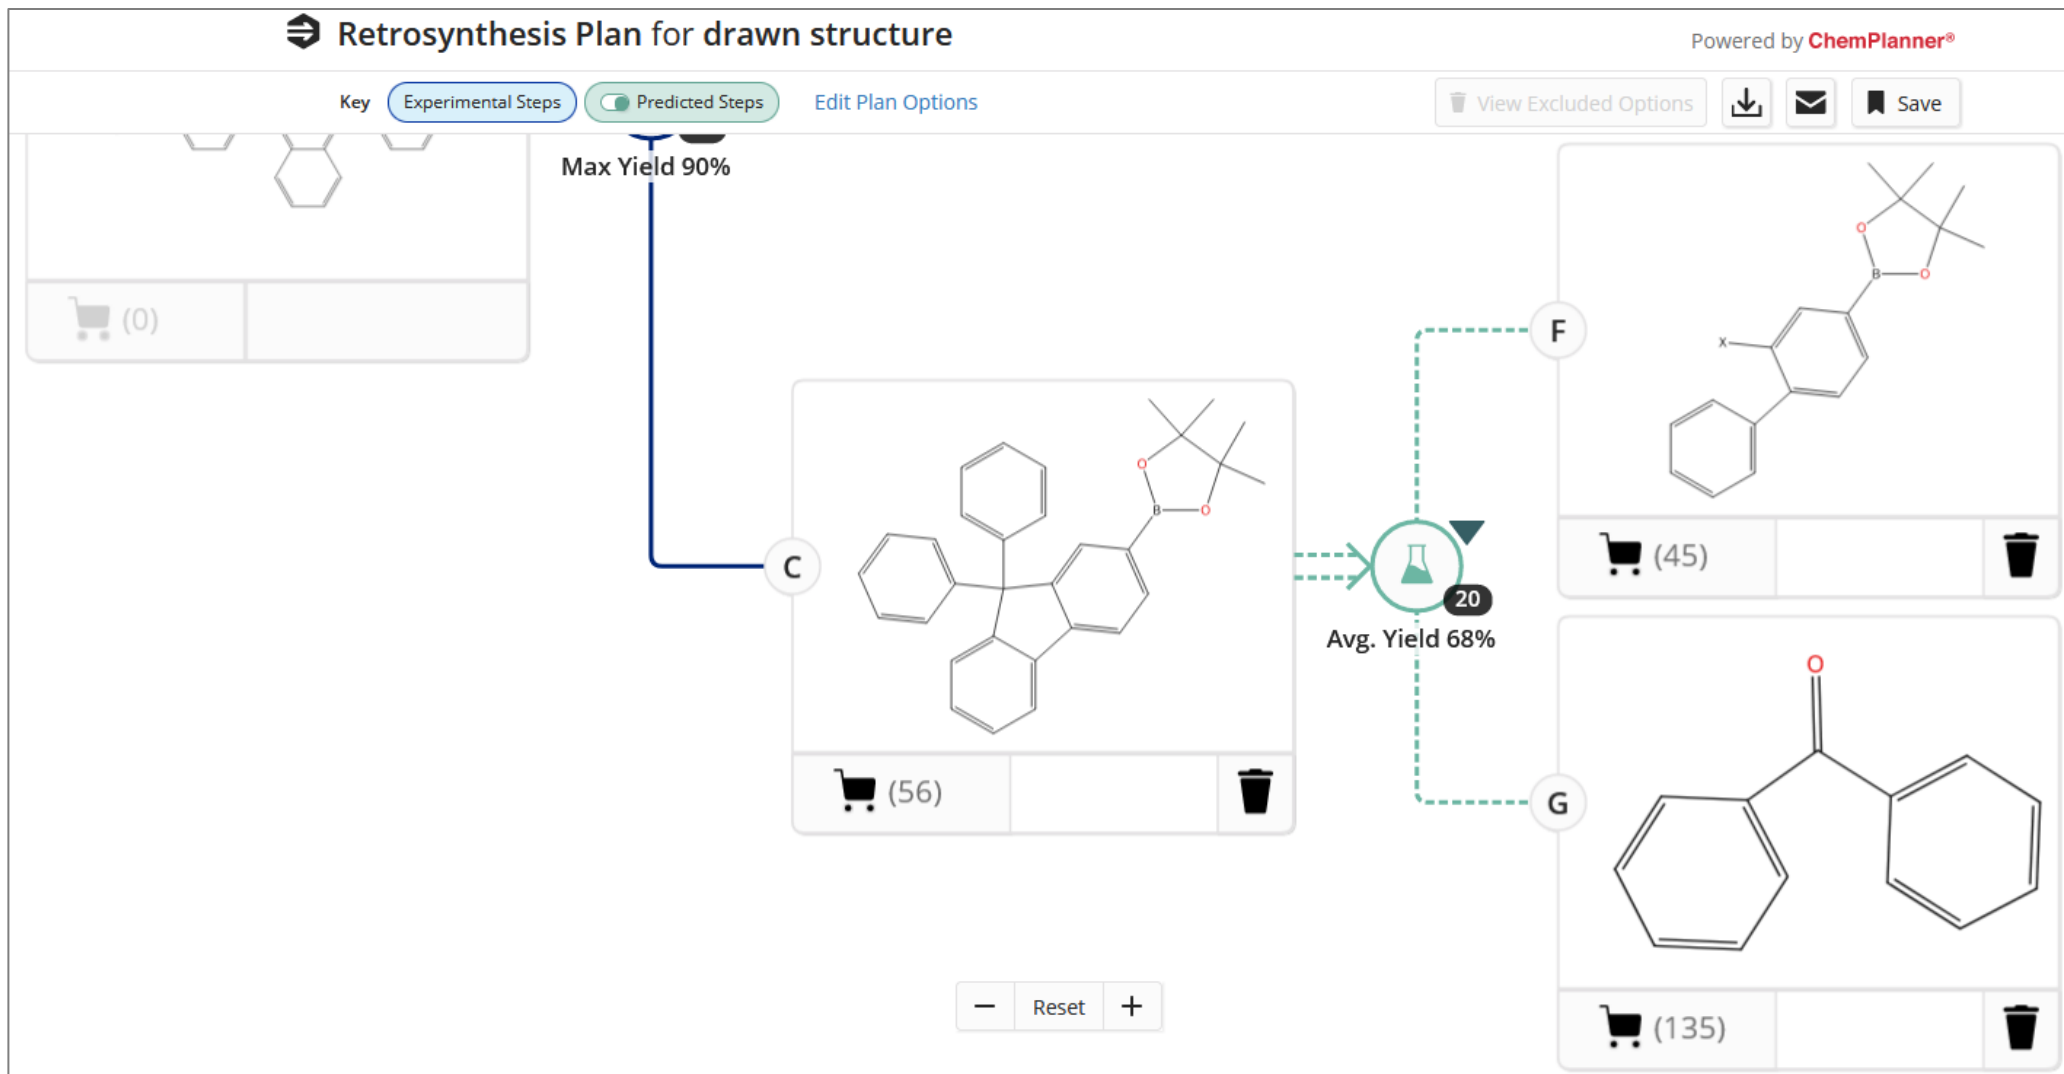 Retrosynthesis Plan for drawn structure
Powered by ChemPlanner®
Key Experimental Steps Predicted Steps Edit Plan Options
View Excluded Options Save
Max Yield 90%
(0)
O
O
B
X
F
(45)
C
O
O
B
20
Avg. Yield 68%
(56)
G
O
(135)
− Reset +